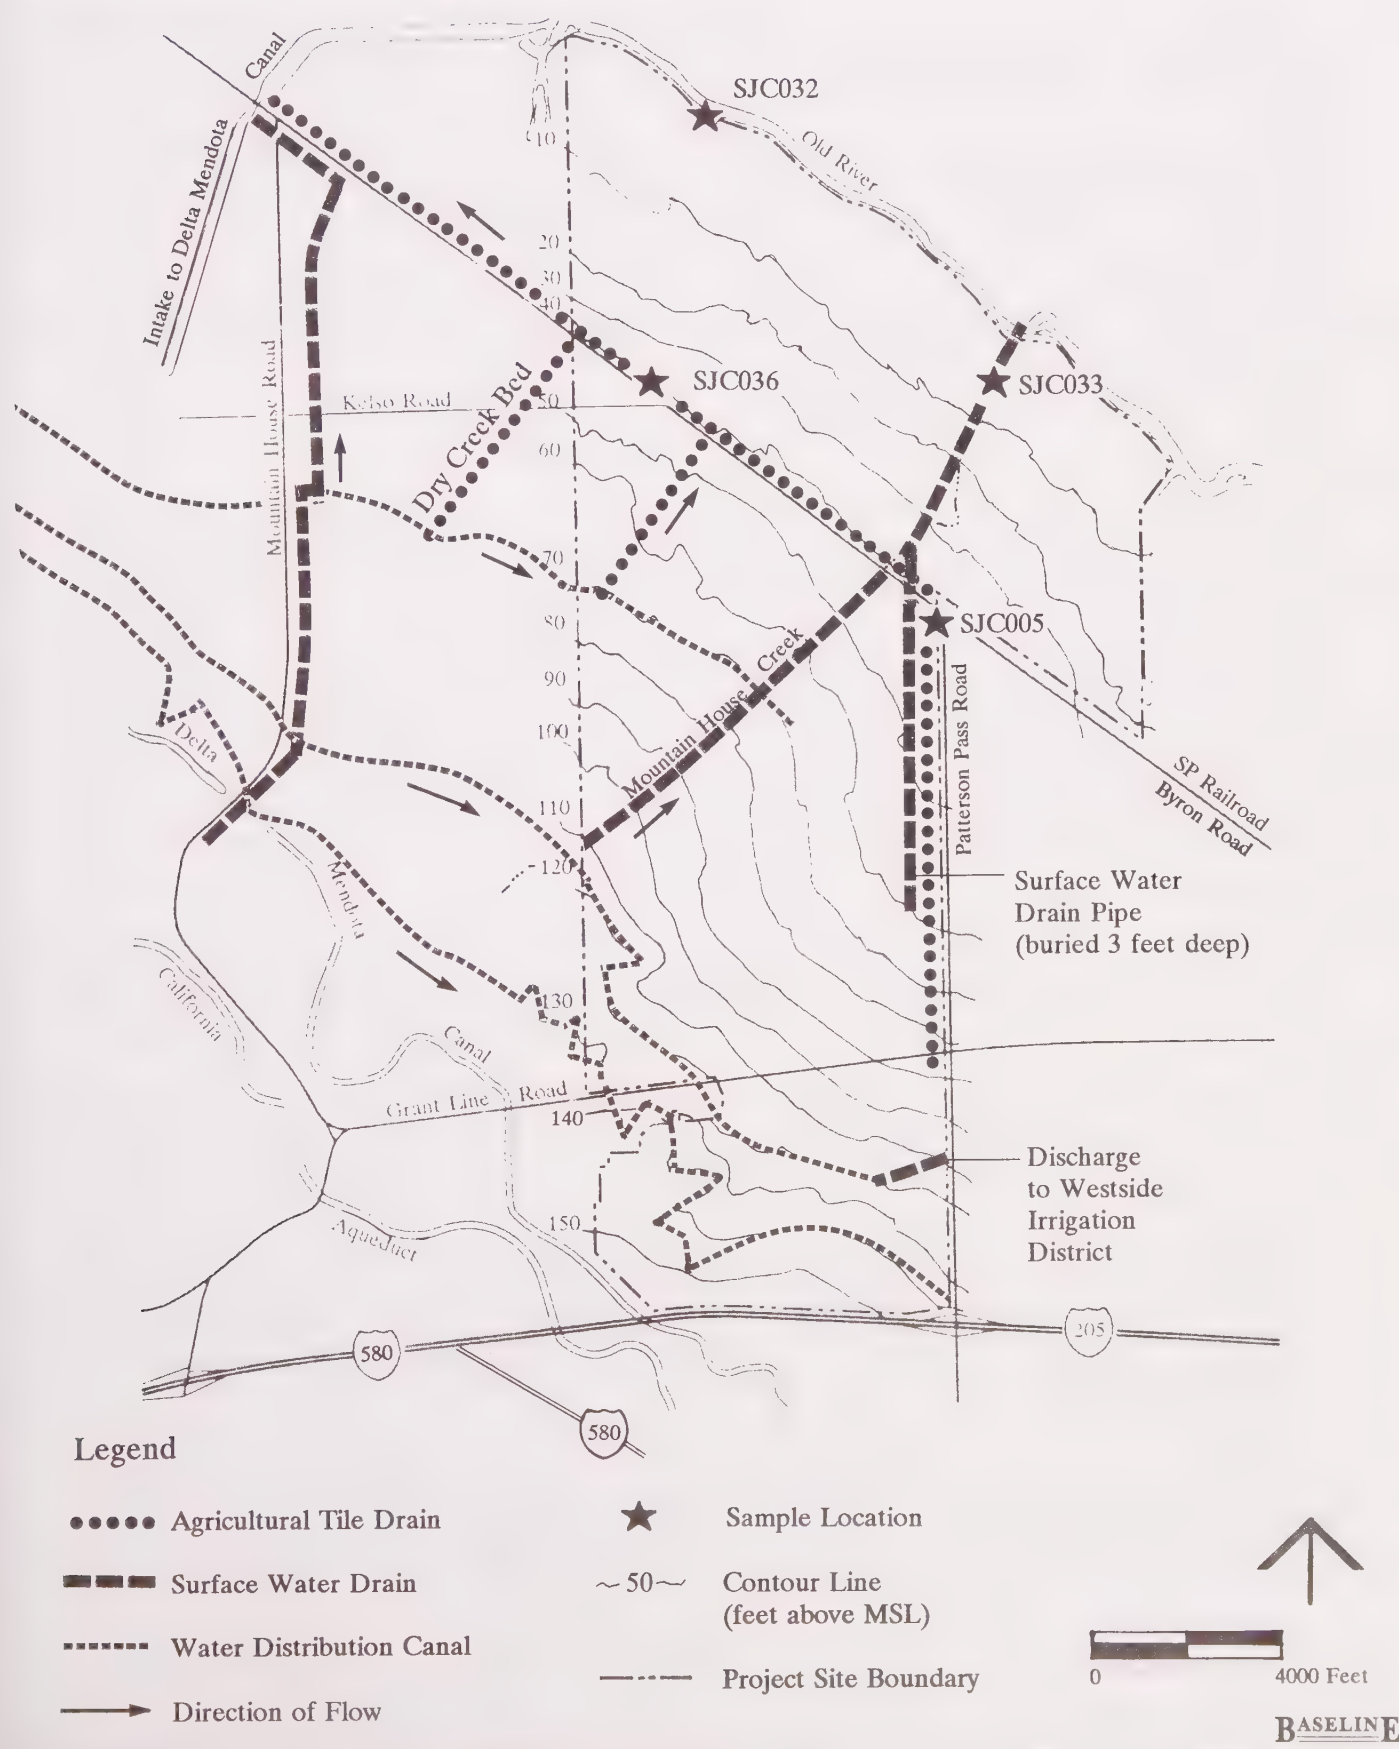 Canal
SJC032
Old River
Intake to Delta Mendota
10
20
30
40
SJC036
SJC033
Mountain House Road
Kelso Road
50
Dry Creek Bed
60
70
80
SJC005
90
Mountain House Creek
Patterson Pass Road
100
Delta
SP Railroad
Byron Road
110
120
Surface Water
Drain Pipe
(buried 3 feet deep)
Mendota
California
130
Canal
Grant Line Road
140
Discharge
to Westside
Irrigation
District
Aqueduct
150
580
205
580
Legend
Agricultural Tile Drain
Surface Water Drain
Water Distribution Canal
Direction of Flow
Sample Location
~50~
Contour Line
(feet above MSL)
Project Site Boundary
0 4000 Feet
BASELINE